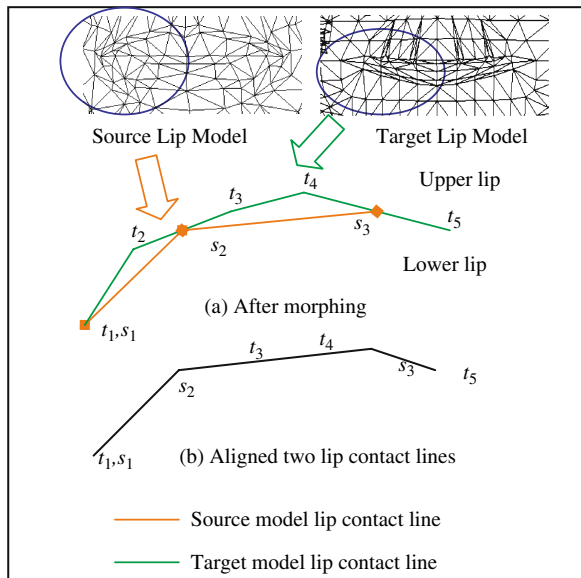 Source Lip Model
Target Lip Model
t4
Upper lip
t3
t2
s2
s3
t5
Lower lip
t1,s1
(a) After morphing
t3
t4
s2
s3
t5
t1,s1
(b) Aligned two lip contact lines
Source model lip contact line
Target model lip contact line